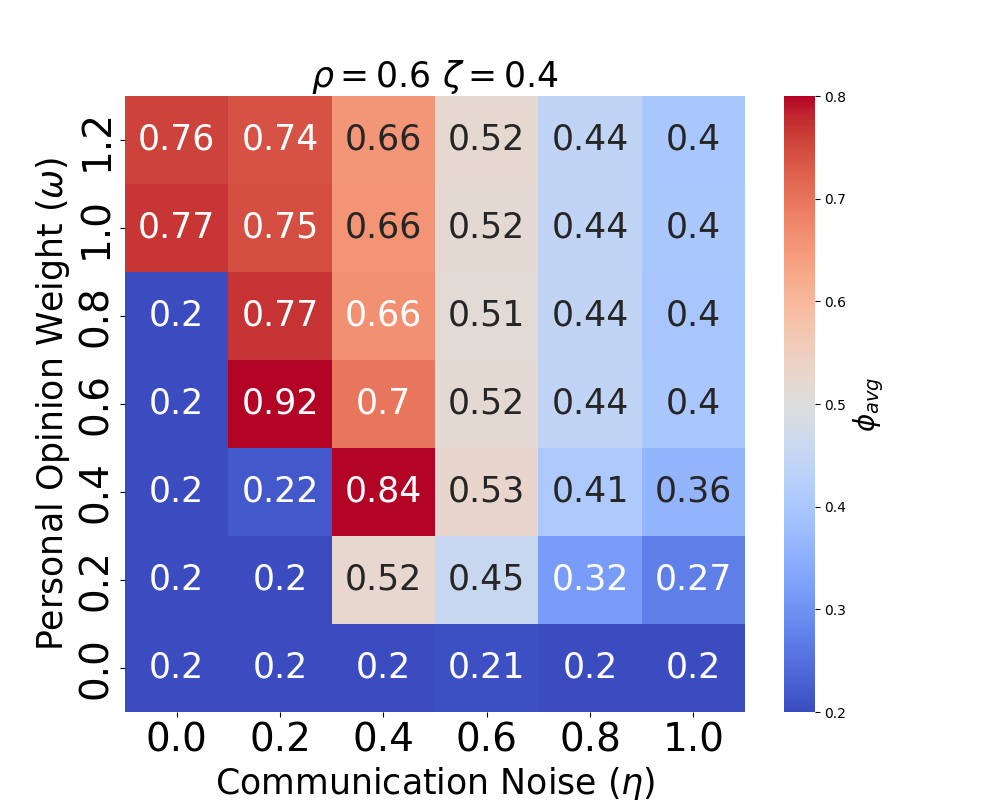 ρ = 0.6 ζ = 0.4
Personal Opinion Weight (ω)
1.2 0.76 0.74 0.66 0.52 0.44 0.4
1.0 0.77 0.75 0.66 0.52 0.44 0.4
0.8 0.2 0.77 0.66 0.51 0.44 0.4
0.6 0.2 0.92 0.7 0.52 0.44 0.4
0.4 0.2 0.22 0.84 0.53 0.41 0.36
0.2 0.2 0.2 0.52 0.45 0.32 0.27
0.0 0.2 0.2 0.2 0.21 0.2 0.2
0.0 0.2 0.4 0.6 0.8 1.0
Communication Noise (η)
0.8
0.7
0.6
0.5
0.4
0.3
0.2
ϕavg